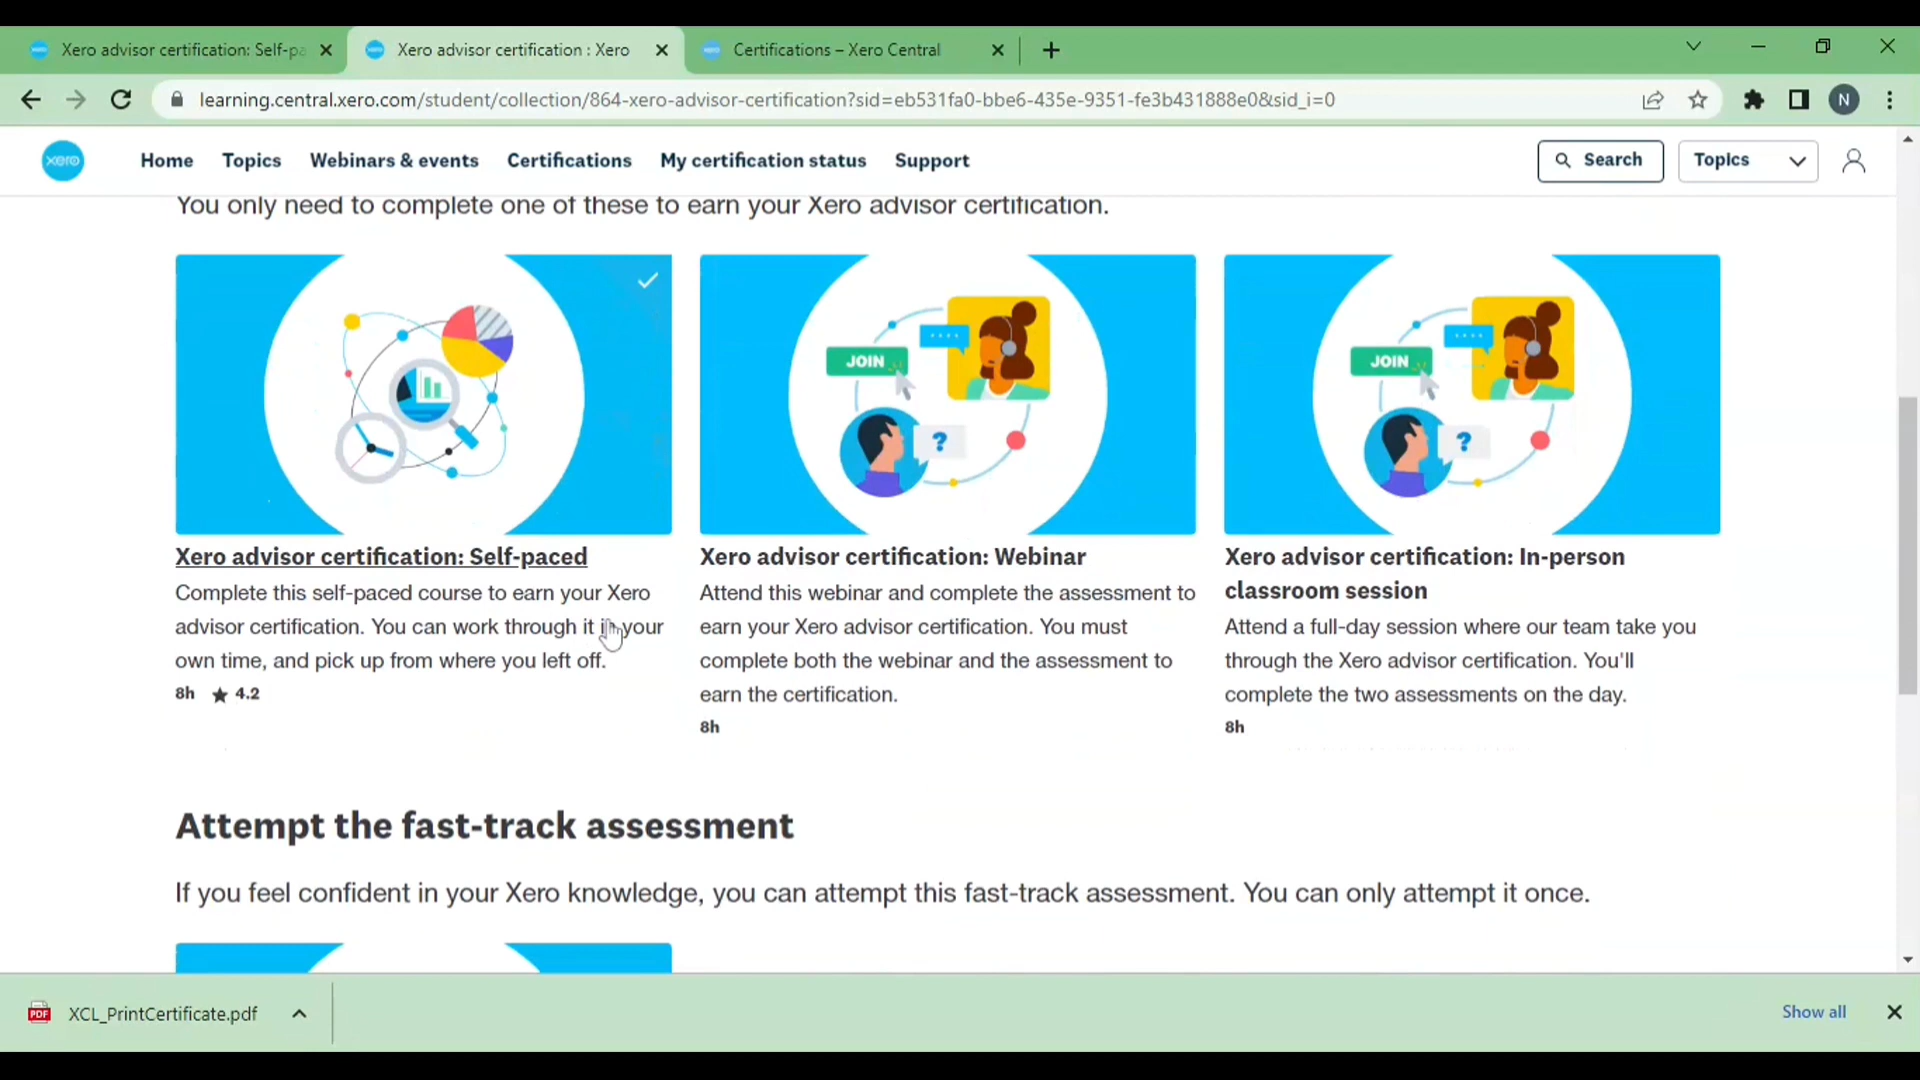 Xero advisor certification: Self-pa
Xero advisor certification : Xero
Certifications – Xero Central
learning.central.xero.com/student/collection/864-xero-advisor-certification?sid=eb531fa0-bbe6-435e-9351-fe3b431888e0&sid_i=0
N
xero
Home
Topics
Webinars & events
Certifications
My certification status
Support
Search
Topics
You only need to complete one of these to earn your Xero advisor certification.
JOIN
?
JOIN
?
Xero advisor certification: Self-paced
Complete this self-paced course to earn your Xero
advisor certification. You can work through it in your
own time, and pick up from where you left off.
8h ★ 4.2
Xero advisor certification: Webinar
Attend this webinar and complete the assessment to
earn your Xero advisor certification. You must
complete both the webinar and the assessment to
earn the certification.
8h
Xero advisor certification: In-person
classroom session
Attend a full-day session where our team take you
through the Xero advisor certification. You'll
complete the two assessments on the day.
8h
Attempt the fast-track assessment
If you feel confident in your Xero knowledge, you can attempt this fast-track assessment. You can only attempt it once.
PDF
XCL_PrintCertificate.pdf
Show all